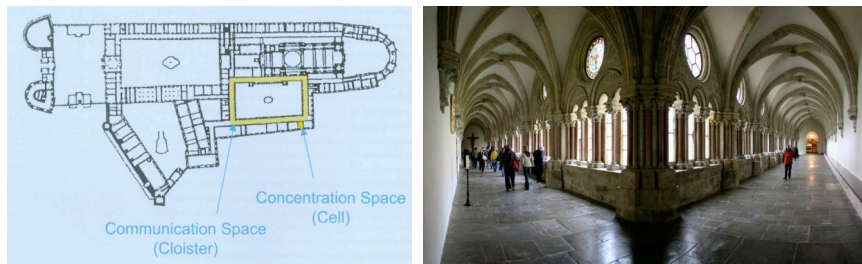 Concentration Space
(Cell)
Communication Space
(Cloister)